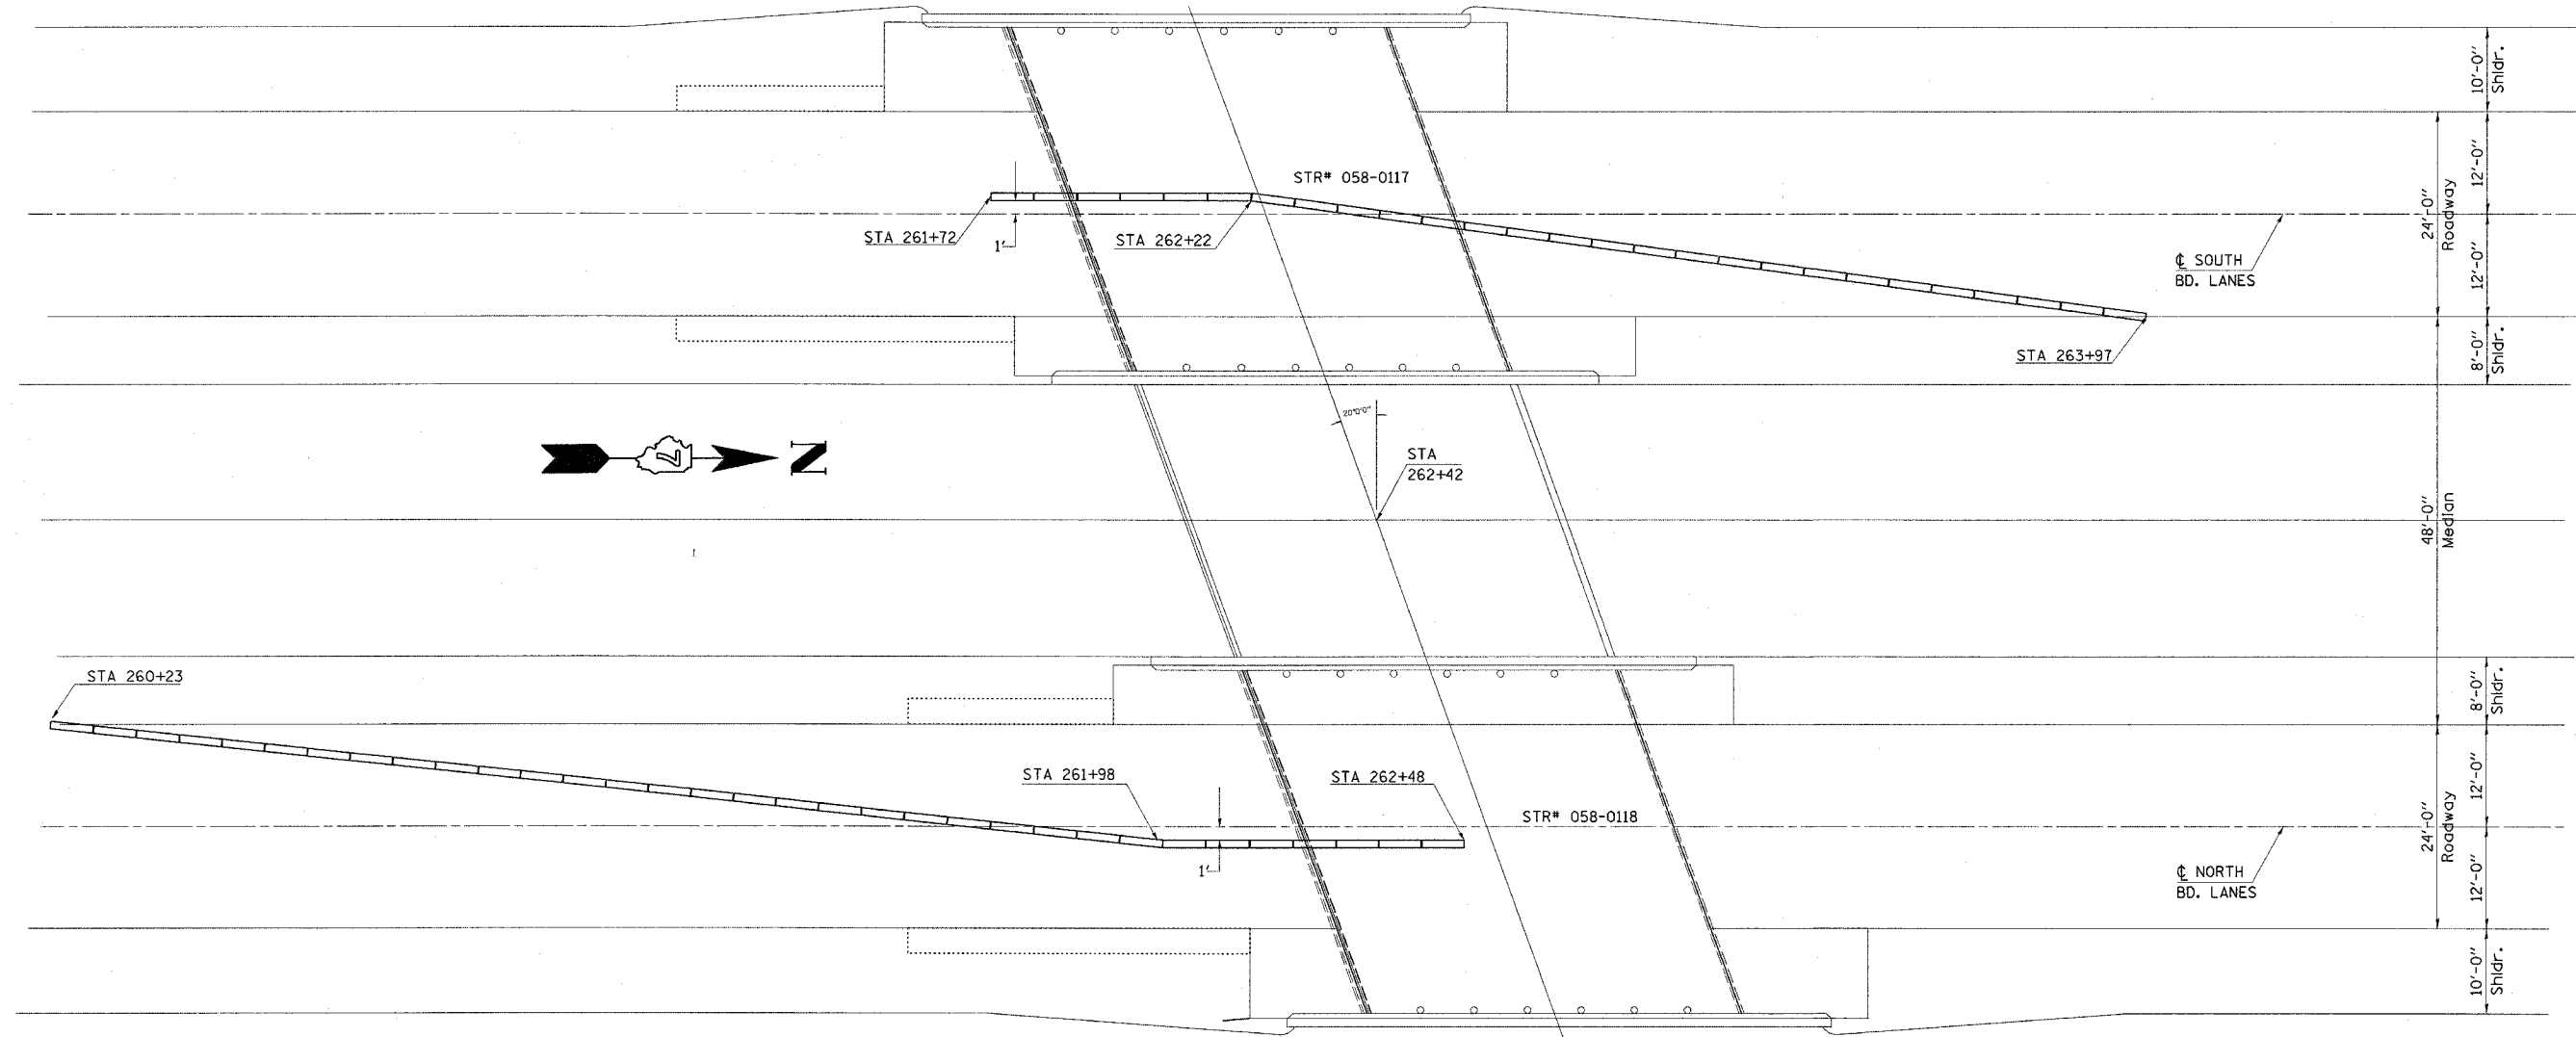 10'-0"
Shldr.
12'-0"
STR# 058-0117
24'-0"
Roadway
STA 261+72
1'
STA 262+22
12'-0"
℄ SOUTH
BD. LANES
STA 263+97
8'-0"
Shldr.
20°0'0"
7
N
STA
262+42
48'-0"
Median
STA 260+23
8'-0"
Shldr.
STA 261+98
STA 262+48
12'-0"
STR# 058-0118
24'-0"
Roadway
1'
12'-0"
℄ NORTH
BD. LANES
10'-0"
Shldr.